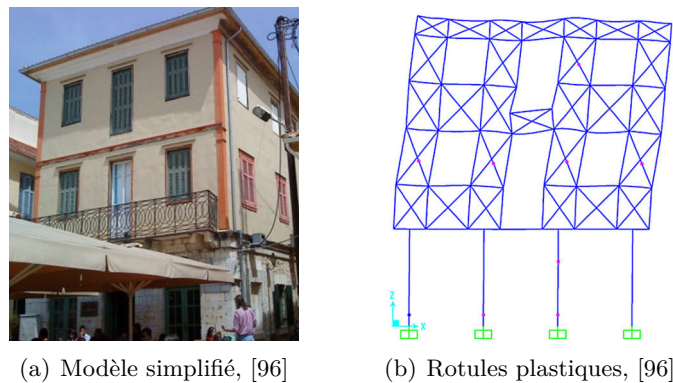 Z
X
(a) Modèle simplifié, [96]
(b) Rotules plastiques, [96]